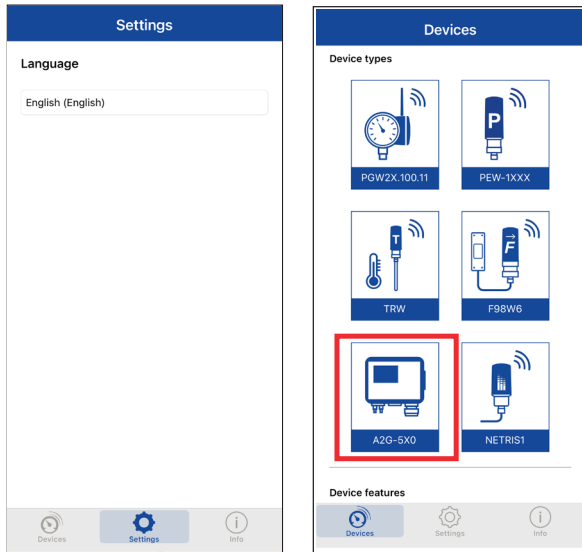 Settings
Language
English (English)
Devices
Settings
Info
Devices
Device types
PGW2X.100.11
P
PEW-1XXX
T
TRW
F
F98W6
A2G-5X0
NETRIS1
Device features
Devices
Settings
Info